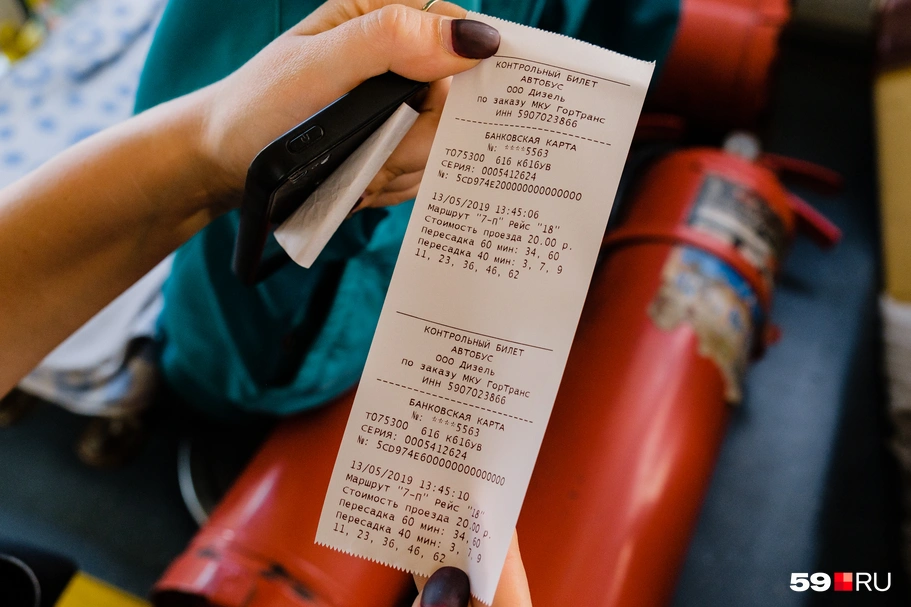 КОНТРОЛЬНЫЙ БИЛЕТ
АВТОБУС
ООО Дизель
по заказу МКУ ГорТранс
ИНН 5907023866
БАНКОВСКАЯ КАРТА
№: ****5563
Т075300 616 К616УВ
СЕРИЯ: 0005412624
№: 5CD974E200000000000000
13/05/2019 13:45:06
Маршрут "7-П" Рейс "18"
Стоимость проезда 20.00 р.
Пересадка 60 мин: 34, 60
Пересадка 40 мин: 3, 7, 9
11, 23, 36, 46, 62
КОНТРОЛЬНЫЙ БИЛЕТ
АВТОБУС
ООО Дизель
по заказу МКУ ГорТранс
ИНН 5907023866
БАНКОВСКАЯ КАРТА
№: ****5563
Т075300 616 К616УВ
СЕРИЯ: 0005412624
№: 5CD974E600000000000000
13/05/2019 13:45:10
Маршрут "7-П" Рейс "18"
Стоимость проезда 20.00 р.
Пересадка 60 мин: 34, 60
Пересадка 40 мин: 3, 7, 9
11, 23, 36, 46, 62
59.RU